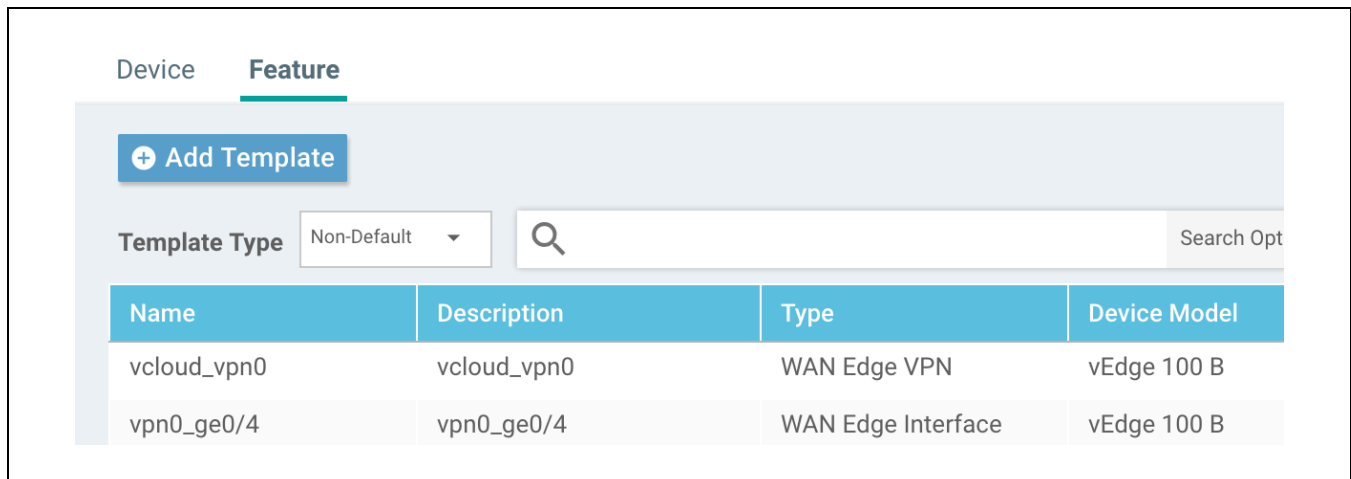 Device Feature
Add Template
Template Type Non-Default Search Opt
Name Description Type Device Model
vcloud_vpn0 vcloud_vpn0 WAN Edge VPN vEdge 100 B
vpn0_ge0/4 vpn0_ge0/4 WAN Edge Interface vEdge 100 B